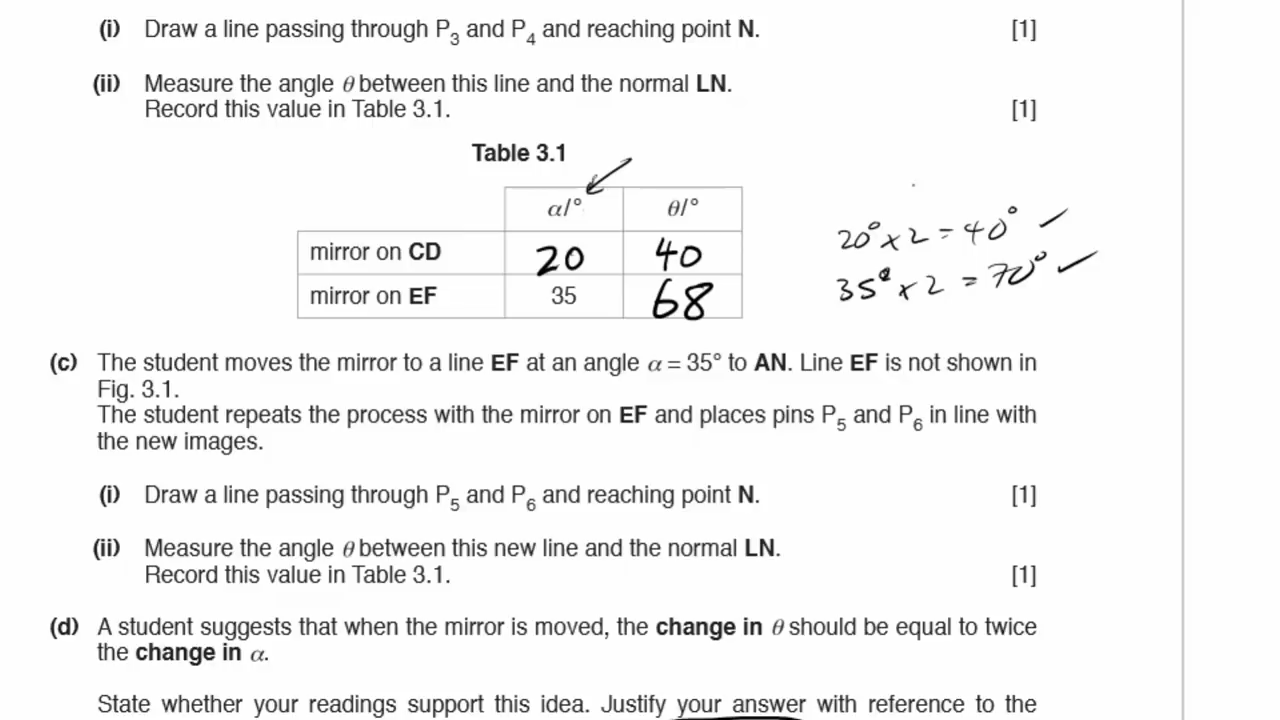 (i) Draw a line passing through P3 and P4 and reaching point N. [1]
(ii) Measure the angle θ between this line and the normal LN.
Record this value in Table 3.1. [1]
Table 3.1
α/° θ/°
mirror on CD 20 40
mirror on EF 35 68
20° × 2 = 40° ✓
35° × 2 = 70° ✓
(c) The student moves the mirror to a line EF at an angle α = 35° to AN. Line EF is not shown in
Fig. 3.1.
The student repeats the process with the mirror on EF and places pins P5 and P6 in line with
the new images.
(i) Draw a line passing through P5 and P6 and reaching point N. [1]
(ii) Measure the angle θ between this new line and the normal LN.
Record this value in Table 3.1. [1]
(d) A student suggests that when the mirror is moved, the change in θ should be equal to twice
the change in α.
State whether your readings support this idea. Justify your answer with reference to the